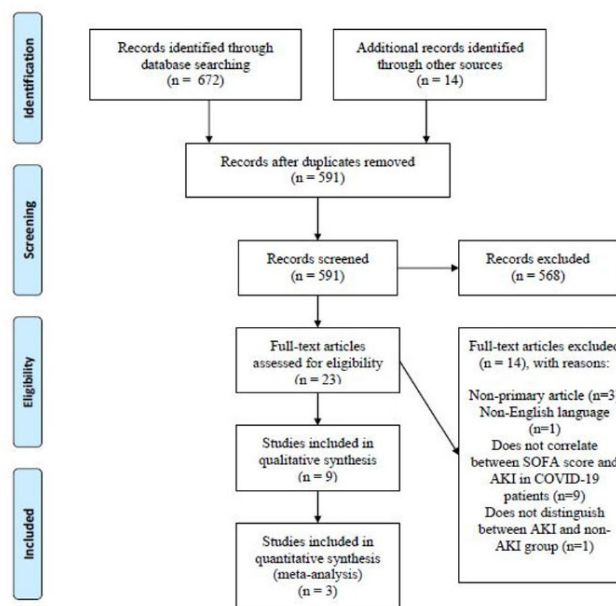 Identification
Records identified through
database searching
(n = 672)
Additional records identified
through other sources
(n = 14)
Records after duplicates removed
(n = 591)
Screening
Records screened
(n = 591)
Records excluded
(n = 568)
Eligibility
Full-text articles
assessed for eligibility
(n = 23)
Full-text articles excluded
(n = 14), with reasons:
Non-primary article (n=3)
Non-English language
(n=1)
Does not correlate
between SOFA score and
AKI in COVID-19
patients (n=9)
Does not distinguish
between AKI and non-
AKI group (n=1)
Studies included in
qualitative synthesis
(n = 9)
Included
Studies included in
quantitative synthesis
(meta-analysis)
(n = 3)